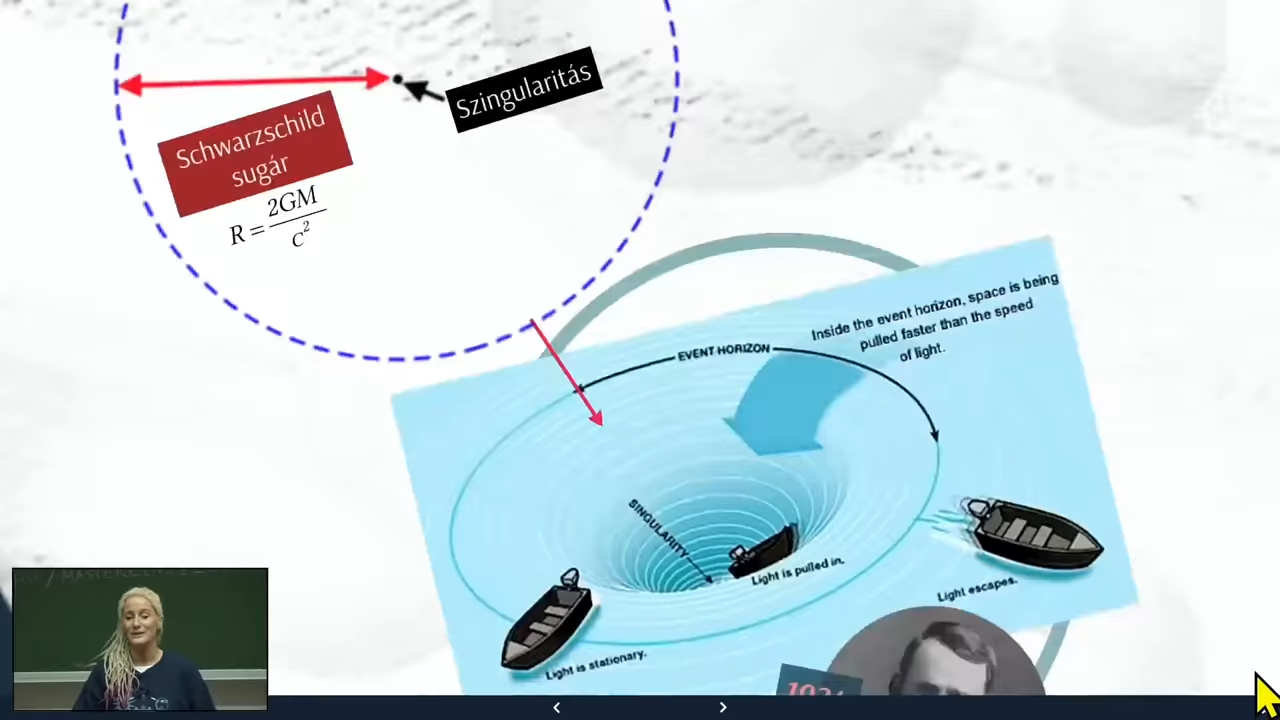 Szingularitás
Schwarzschild
sugár
R = 2GM / c²
Inside the event horizon, space is being
pulled faster than the speed
of light.
EVENT HORIZON
SINGULARITY
Light is pulled in.
Light escapes.
Light is stationary.